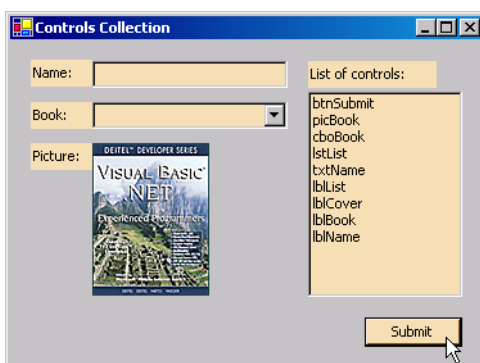 Controls Collection
Name:
Book:
Picture:
DEITEL™ DEVELOPER SERIES
VISUAL BASIC®
.NET
Experienced Programmers
List of controls:
btnSubmit
picBook
cboBook
lstList
txtName
lblList
lblCover
lblBook
lblName
Submit